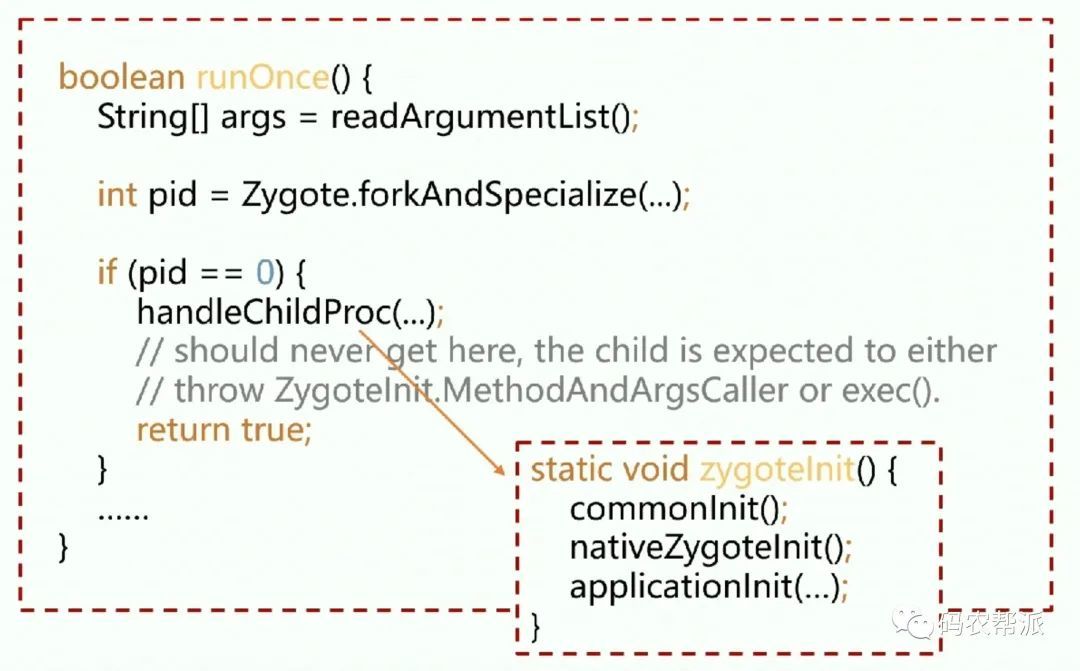 boolean runOnce() {
String[] args = readArgumentList();
int pid = Zygote.forkAndSpecialize(...);
if (pid == 0) {
handleChildProc(...);
// should never get here, the child is expected to either
// throw ZygoteInit.MethodAndArgsCaller or exec().
return true;
}
......
}
static void zygoteInit() {
commonInit();
nativeZygoteInit();
applicationInit(...);
}
码农帮派